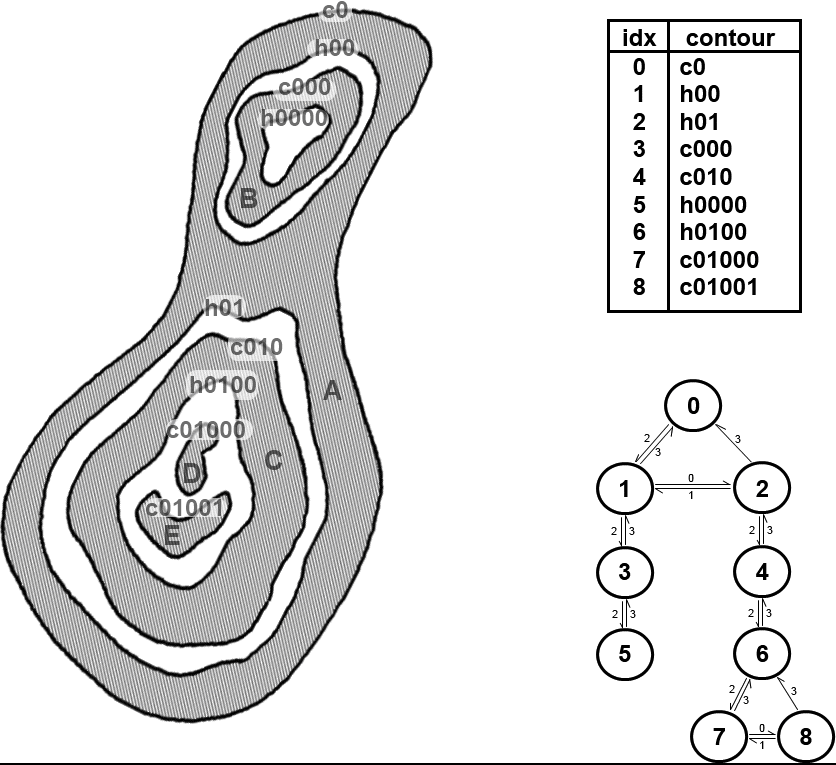 c0
h00
c000
h0000
B
h01
c010
A
h0100
c01000
C
D
c01001
E
idx contour
0 c0
1 h00
2 h01
3 c000
4 c010
5 h0000
6 h0100
7 c01000
8 c01001
0
2 3 3
1 0 1 2
2 3 2 3
3 4
2 3 2 3
5 6
2 3 3
7 0 1 8